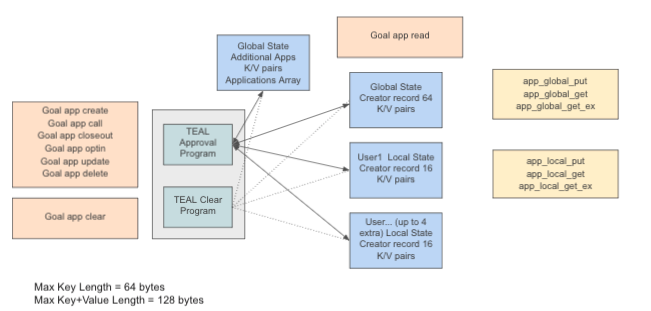 Goal app read
Global State
Additional Apps
K/V pairs
Applications Array
Global State
Creator record 64
K/V pairs
app_global_put
app_global_get
app_global_get_ex
Goal app create
Goal app call
Goal app closeout
Goal app optin
Goal app update
Goal app delete
TEAL
Approval
Program
User1 Local State
Creator record 16
K/V pairs
app_local_put
app_local_get
app_local_get_ex
Goal app clear
TEAL Clear
Program
User... (up to 4
extra) Local State
Creator record 16
K/V pairs
Max Key Length = 64 bytes
Max Key+Value Length = 128 bytes